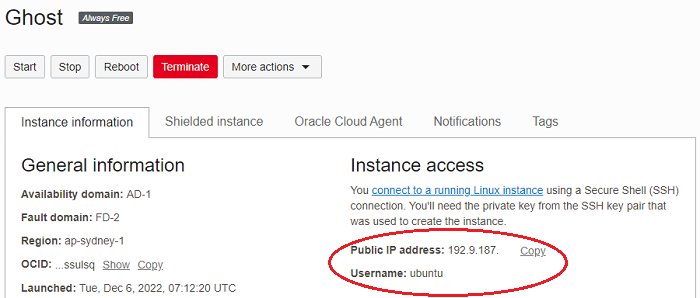 Ghost Always Free
Start Stop Reboot Terminate More actions
Instance information Shielded instance Oracle Cloud Agent Notifications Tags
General information
Availability domain: AD-1
Fault domain: FD-2
Region: ap-sydney-1
OCID: ...ssulsq Show Copy
Launched: Tue, Dec 6, 2022, 07:12:20 UTC
Instance access
You connect to a running Linux instance using a Secure Shell (SSH)
connection. You'll need the private key from the SSH key pair that
was used to create the instance.
Public IP address: 192.9.187. Copy
Username: ubuntu